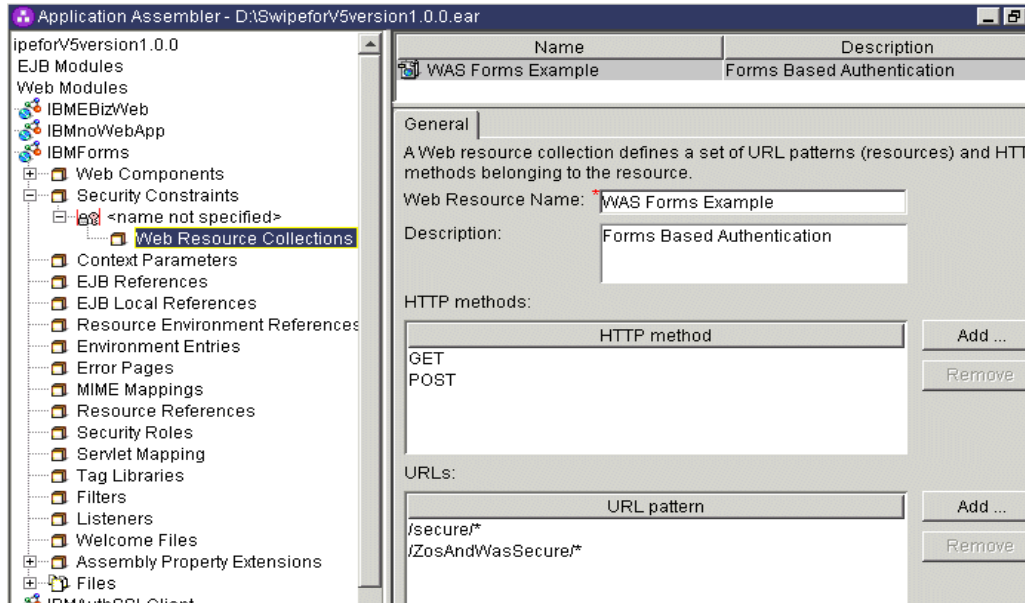 Application Assembler - D:\SwipeforV5version1.0.0.ear
ipeforV5version1.0.0
EJB Modules
Web Modules
IBMEBizWeb
IBMnoWebApp
IBMForms
Web Components
Security Constraints
<name not specified>
Web Resource Collections
Context Parameters
EJB References
EJB Local References
Resource Environment References
Environment Entries
Error Pages
MIME Mappings
Resource References
Security Roles
Servlet Mapping
Tag Libraries
Filters
Listeners
Welcome Files
Assembly Property Extensions
Files
Name Description
WAS Forms Example Forms Based Authentication
General
A Web resource collection defines a set of URL patterns (resources) and HTT
methods belonging to the resource.
Web Resource Name: *WAS Forms Example
Description: Forms Based Authentication
HTTP methods:
HTTP method
Add ...
GET
POST
Remove
URLs:
URL pattern
Add ...
/secure/*
/ZosAndWasSecure/*
Remove